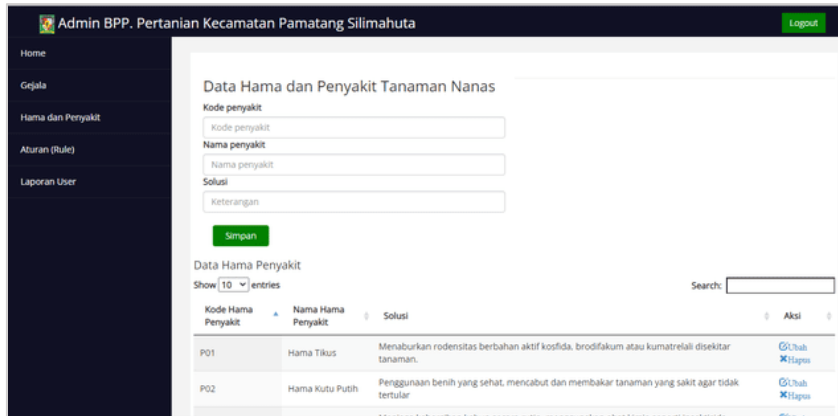 Admin BPP. Pertanian Kecamatan Pamatang Silimahuta
Logout
Home
Gejala
Hama dan Penyakit
Aturan (Rule)
Laporan User
Data Hama dan Penyakit Tanaman Nanas
Kode penyakit
Kode penyakit
Nama penyakit
Nama penyakit
Solusi
Keterangan
Simpan
Data Hama Penyakit
Show 10 entries
Search:
Kode Hama
Penyakit
Nama Hama
Penyakit
Solusi
Aksi
P01
Hama Tikus
Menaburkan rodensitas berbahan aktif kosfida, brodifakum atau kumatrelali disekitar
tanaman.
Ubah
Hapus
P02
Hama Kutu Putih
Penggunaan benih yang sehat, mencabut dan membakar tanaman yang sakit agar tidak
tertular
Ubah
Hapus